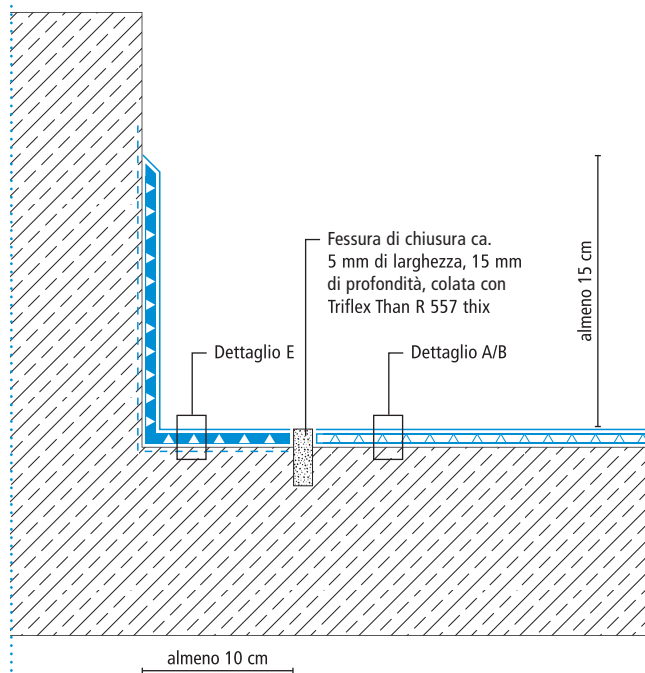 Fessura di chiusura ca.
5 mm di larghezza, 15 mm
di profondità, colata con
Triflex Than R 557 thix
almeno 15 cm
Dettaglio E
Dettaglio A/B
almeno 10 cm